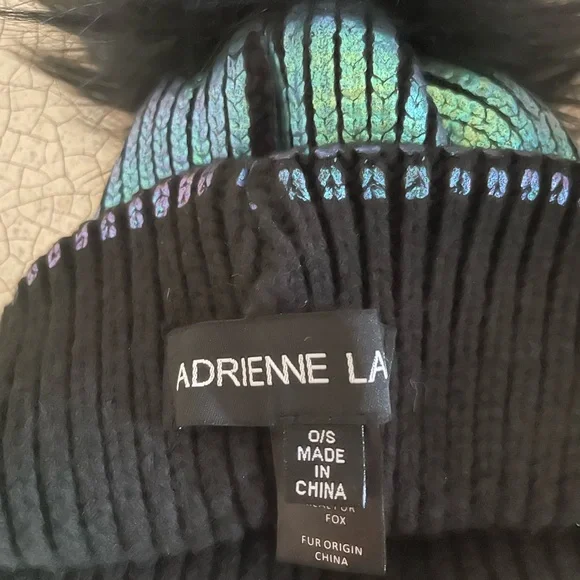 ADRIENNE LA
O/S
MADE
IN
CHINA
FOX
FUR ORIGIN
CHINA